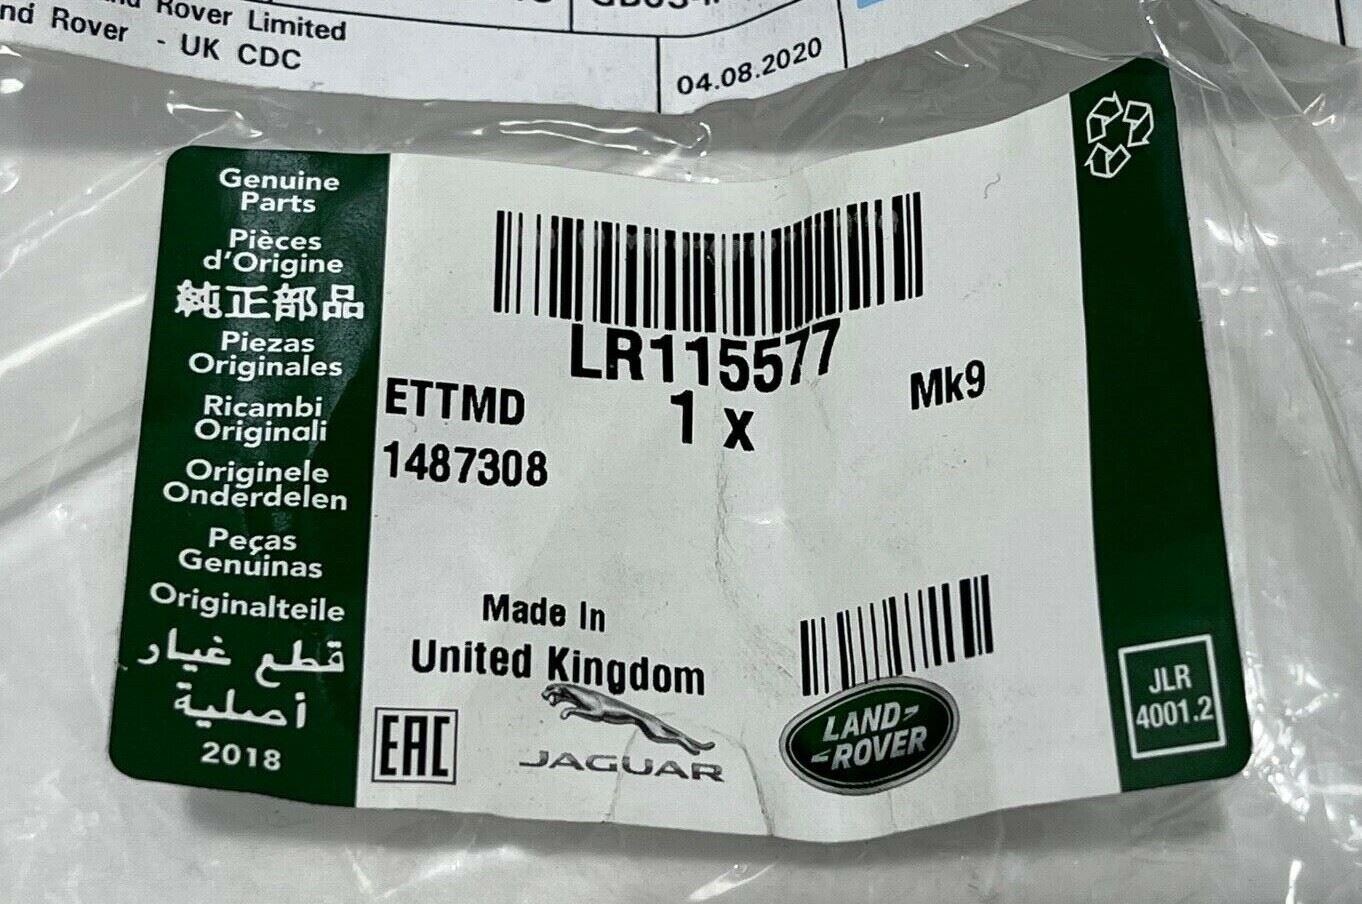 Rover Limited
nd Rover - UK CDC
04.08.2020
Genuine
Parts
Pièces
d'Origine
純正部品
Piezas
Originales
Ricambi
Originali
Originele
Onderdelen
Peças
Genuinas
Originalteile
قطع غيار
أصلية
2018
LR115577
1 x
Mk9
ETTMD
1487308
Made In
United Kingdom
EAC
JAGUAR
LAND-
-ROVER
JLR
4001.2